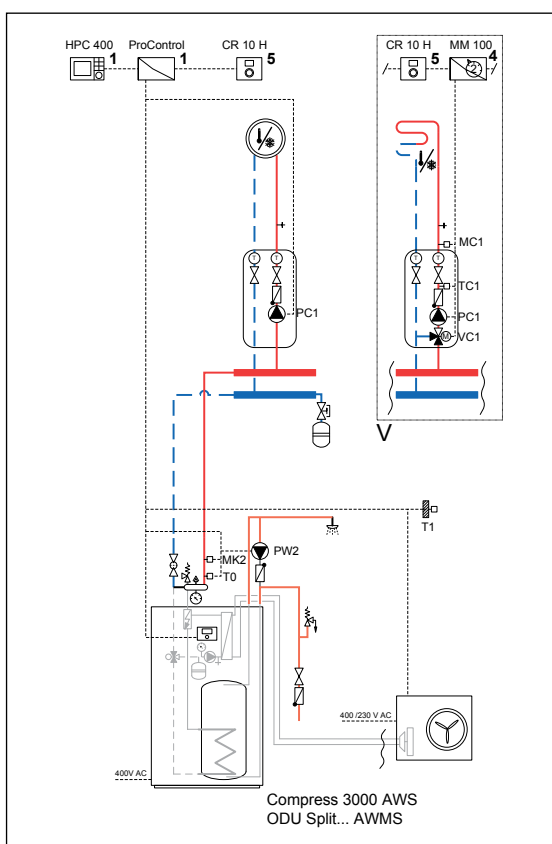 HPC 400 1 ProControl 1 CR 10 H 5
CR 10 H 5 MM 100 4
2
T T
PC1
T T
MC1
TC1
PC1
M VC1
V
T1
PW2
MK2
T0
400 /230 V AC
400V AC
Compress 3000 AWS
ODU Split... AWMS